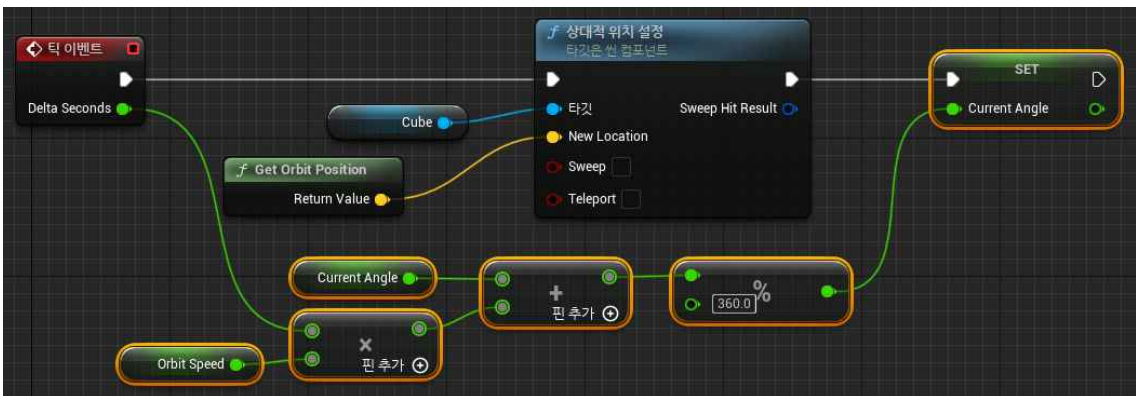 틱 이벤트
Delta Seconds
Cube
f Get Orbit Position
Return Value
f 상대적 위치 설정
타깃은 씬 컴포넌트
타깃
Sweep Hit Result
New Location
Sweep
Teleport
SET
Current Angle
Current Angle
+
핀 추가
360.0
%
Orbit Speed
×
핀 추가